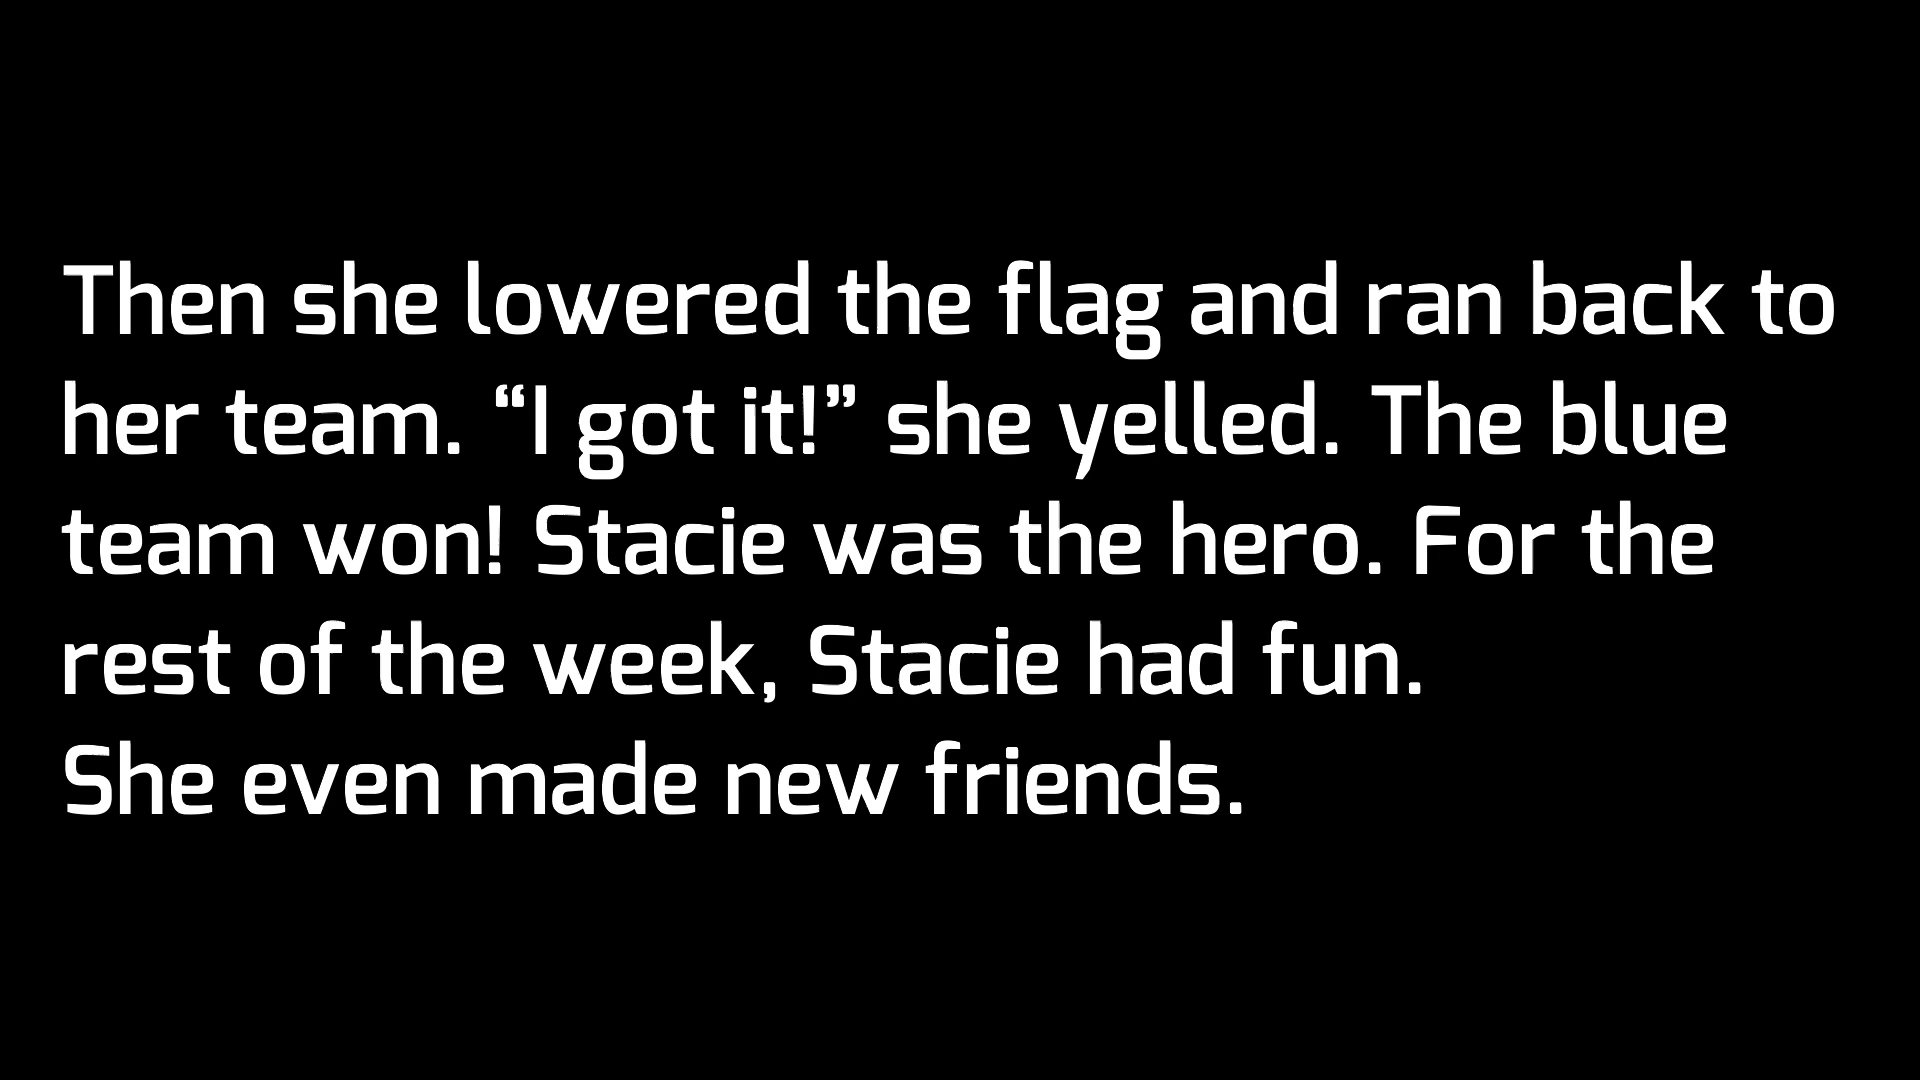 Then she lowered the flag and ran back to
her team. “I got it!” she yelled. The blue
team won! Stacie was the hero. For the
rest of the week, Stacie had fun.
She even made new friends.